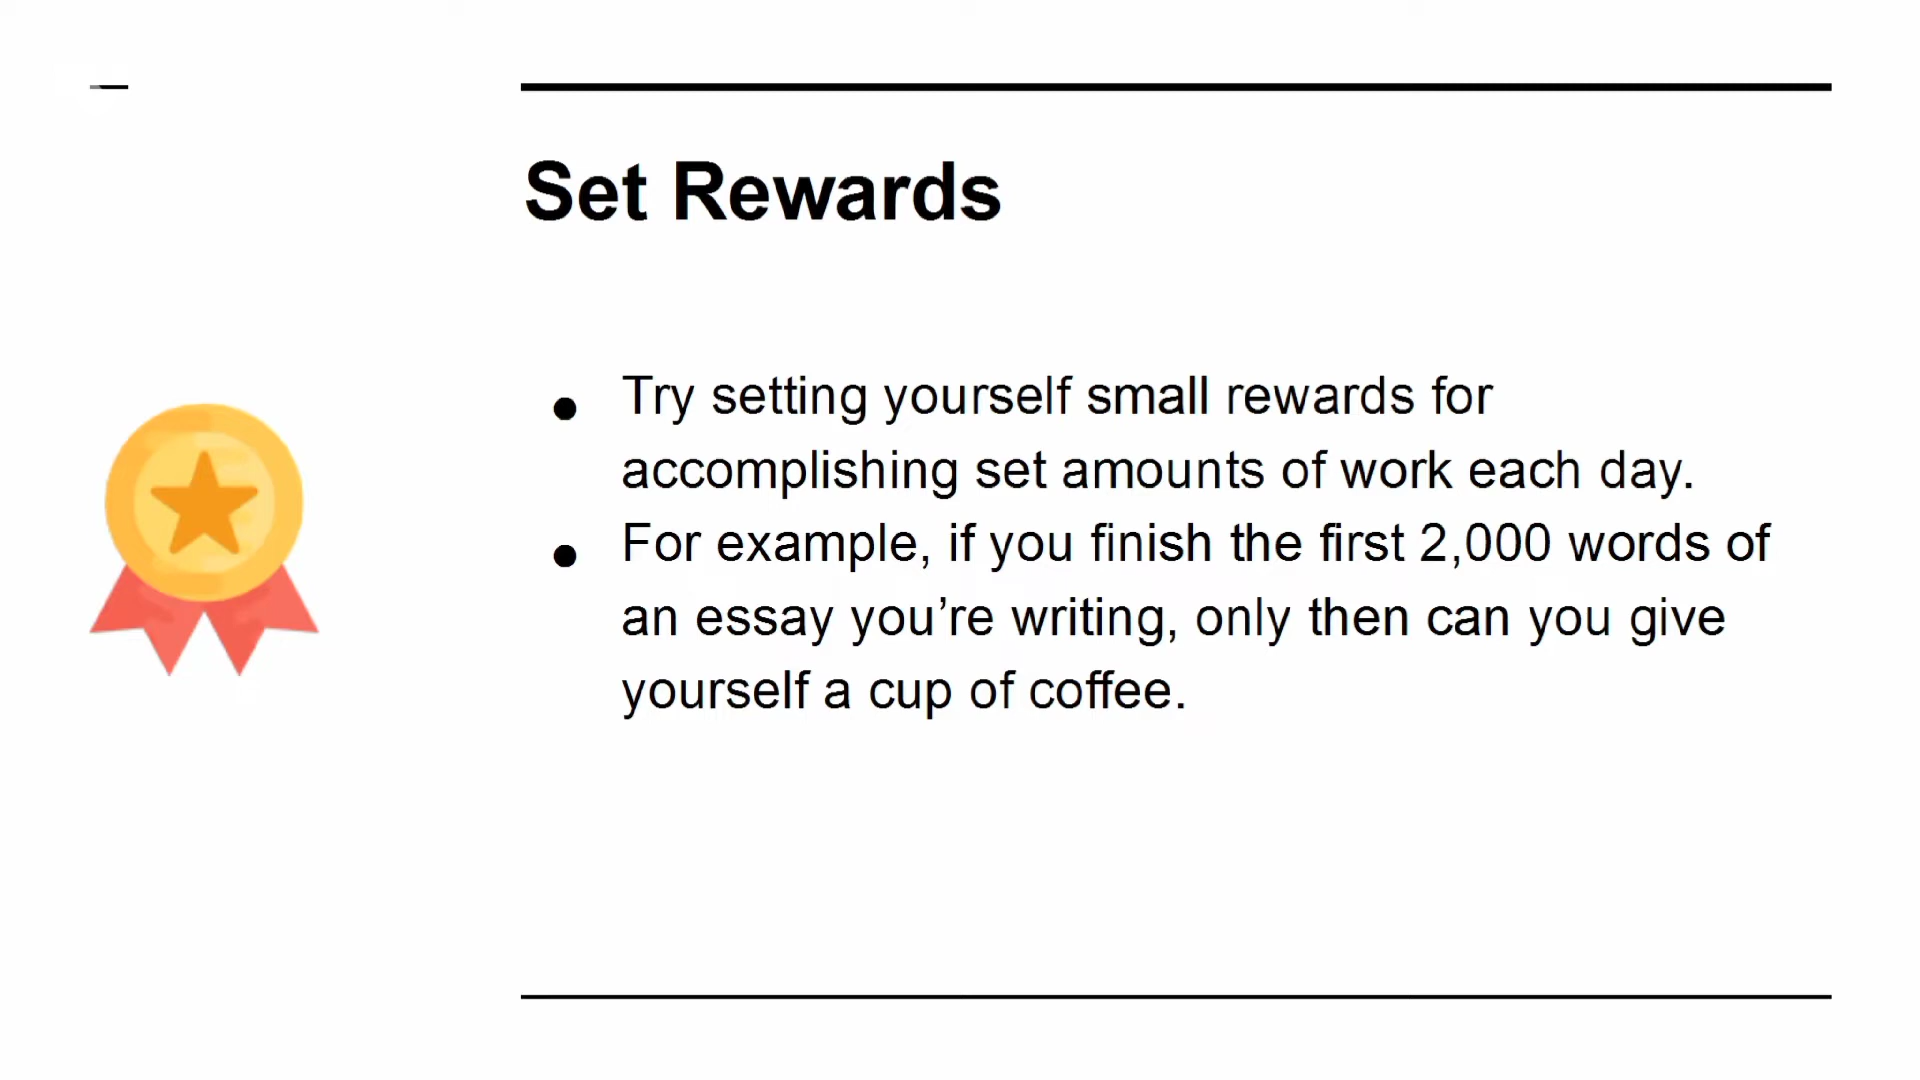 Set Rewards
● Try setting yourself small rewards for
accomplishing set amounts of work each day.
● For example, if you finish the first 2,000 words of
an essay you’re writing, only then can you give
yourself a cup of coffee.